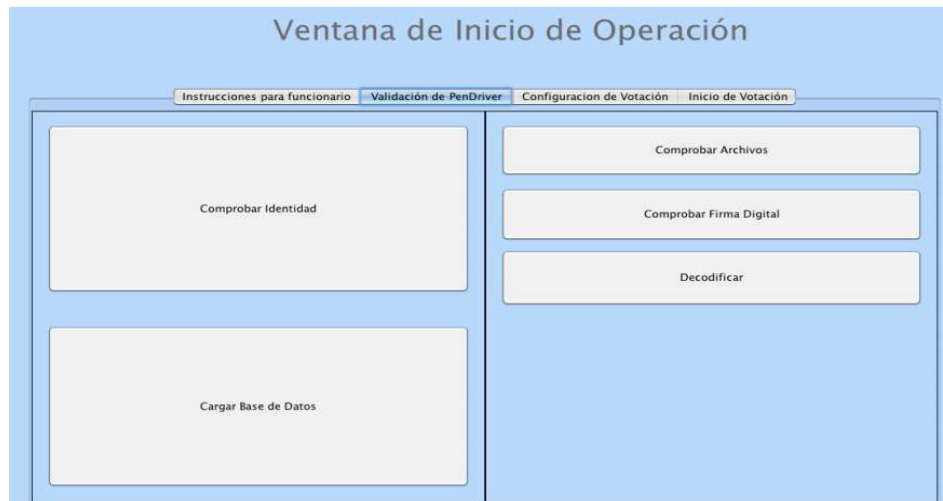 Ventana de Inicio de Operación
Instrucciones para funcionario Validación de PenDriver Configuracion de Votación Inicio de Votación
Comprobar Identidad
Cargar Base de Datos
Comprobar Archivos
Comprobar Firma Digital
Decodificar